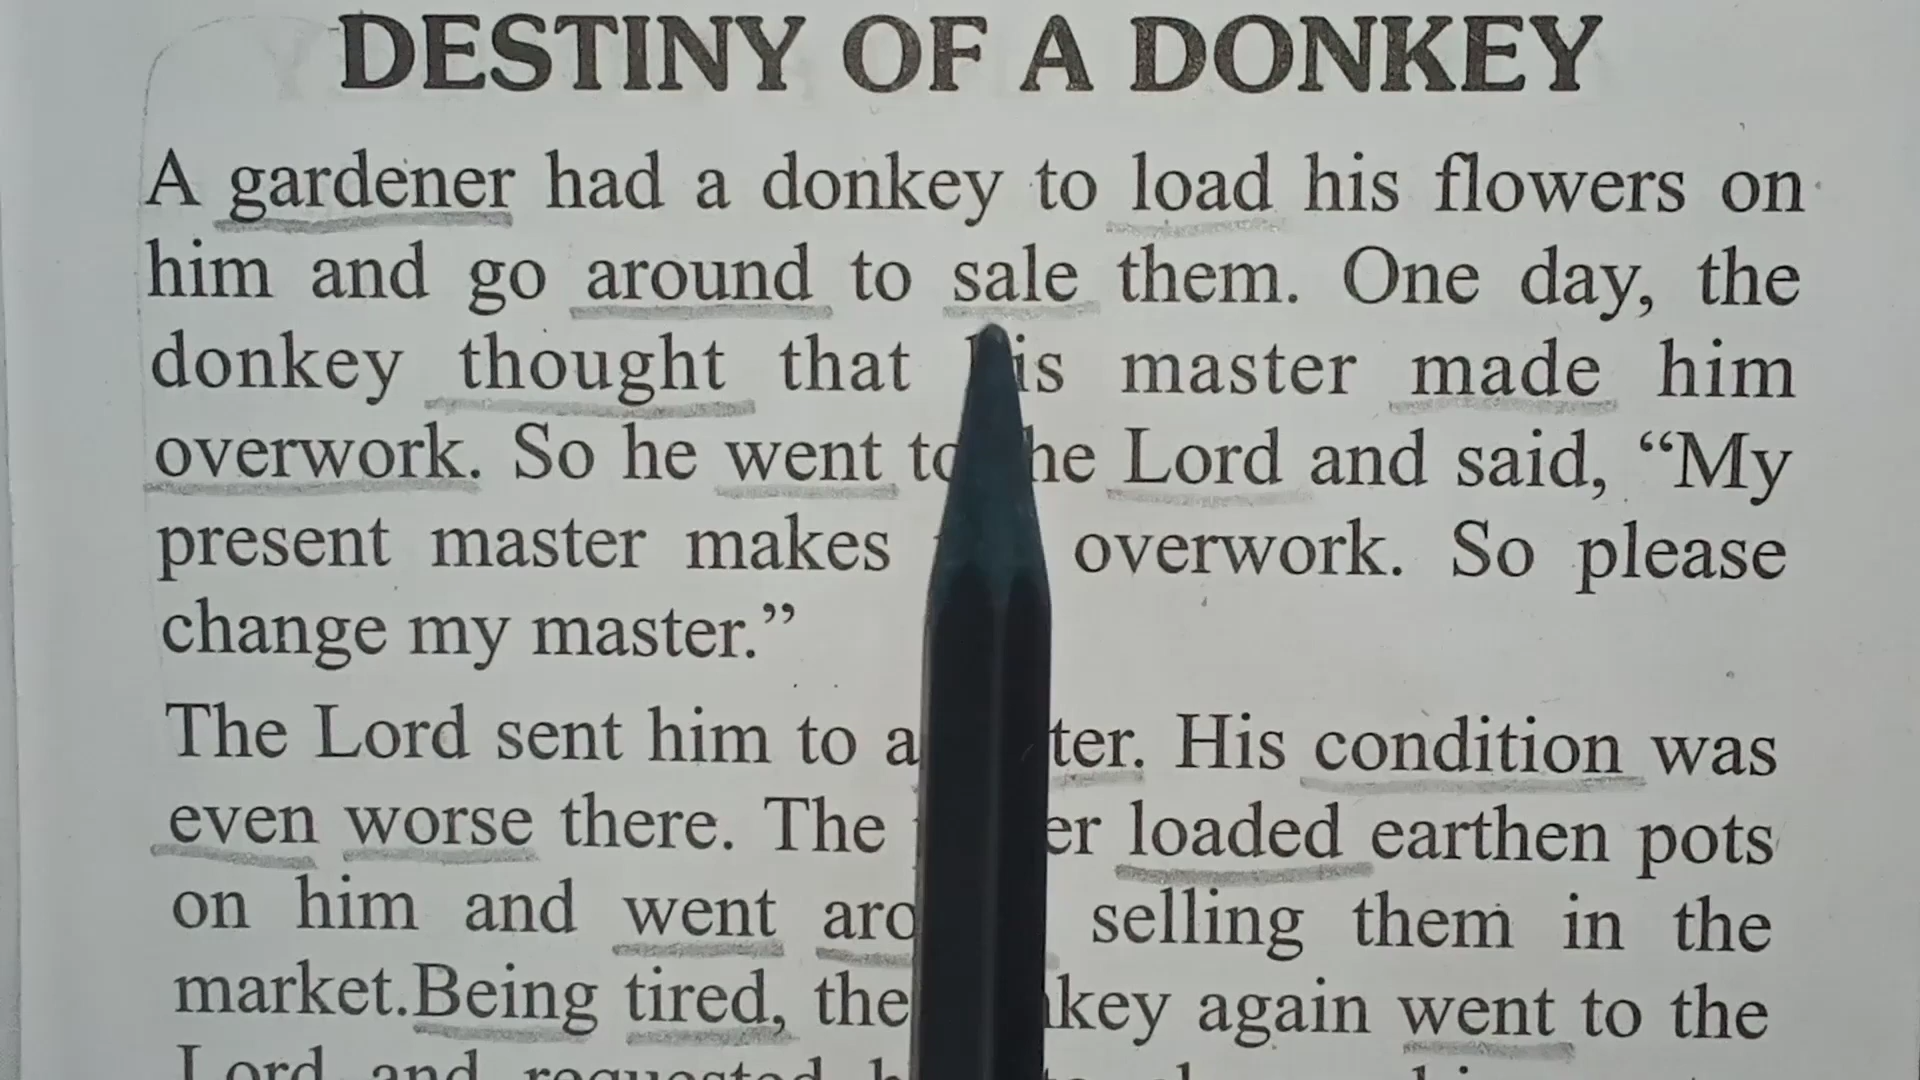 DESTINY OF A DONKEY
A gardener had a donkey to load his flowers on
him and go around to sale them. One day, the
donkey thought that his master made him
overwork. So he went to the Lord and said, “My
present master makes overwork. So please
change my master.”
The Lord sent him to a His condition was
even worse there. The loaded earthen pots
on him and went selling them in the
market.Being tired, the donkey again went to the
Lord and requested